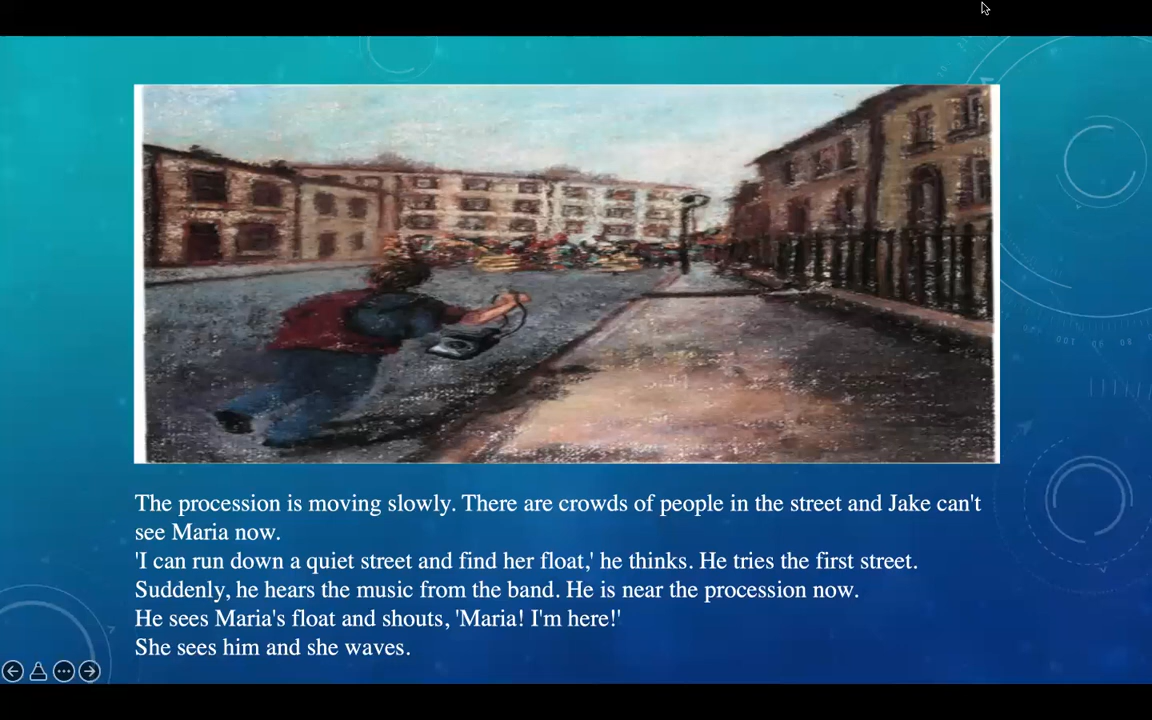 The procession is moving slowly. There are crowds of people in the street and Jake can't
see Maria now.
'I can run down a quiet street and find her float,' he thinks. He tries the first street.
Suddenly, he hears the music from the band. He is near the procession now.
He sees Maria's float and shouts, 'Maria! I'm here!'
She sees him and she waves.